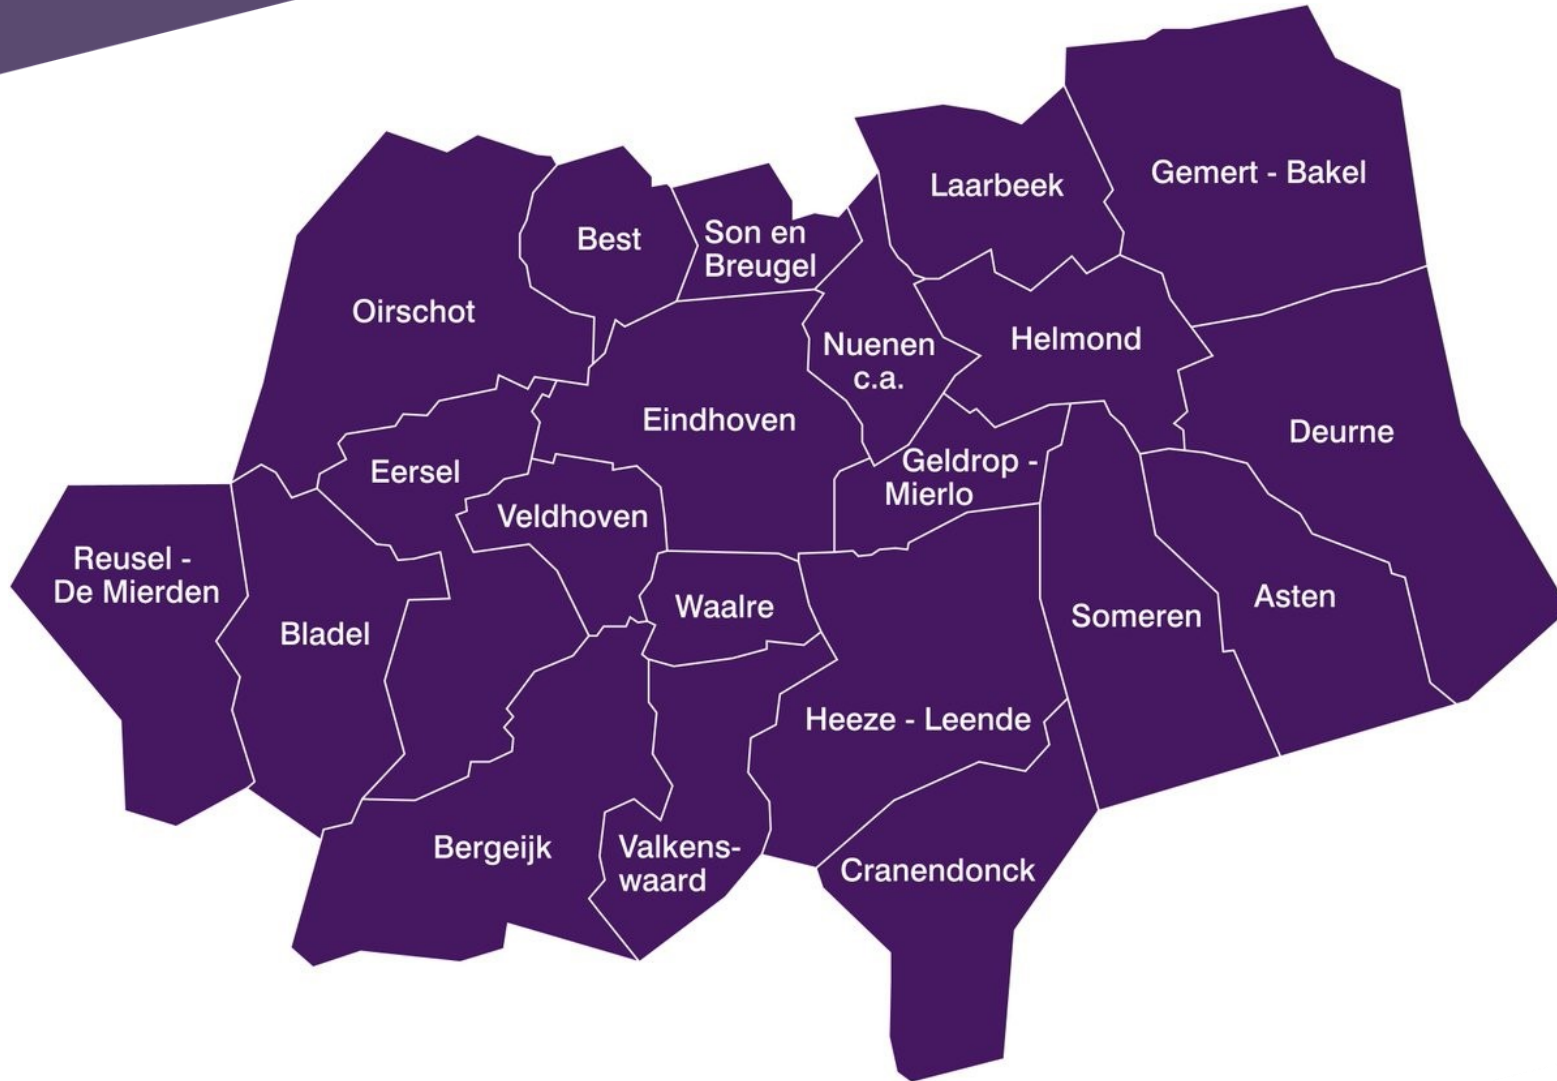 Gemert - Bakel
Laarbeek
Best
Son en
Breugel
Oirschot
Nuenen
c.a.
Helmond
Eindhoven
Deurne
Eersel
Geldrop -
Mierlo
Veldhoven
Reusel -
De Mierden
Bladel
Waalre
Someren
Asten
Heeze - Leende
Bergeijk
Valkens-
waard
Cranendonck